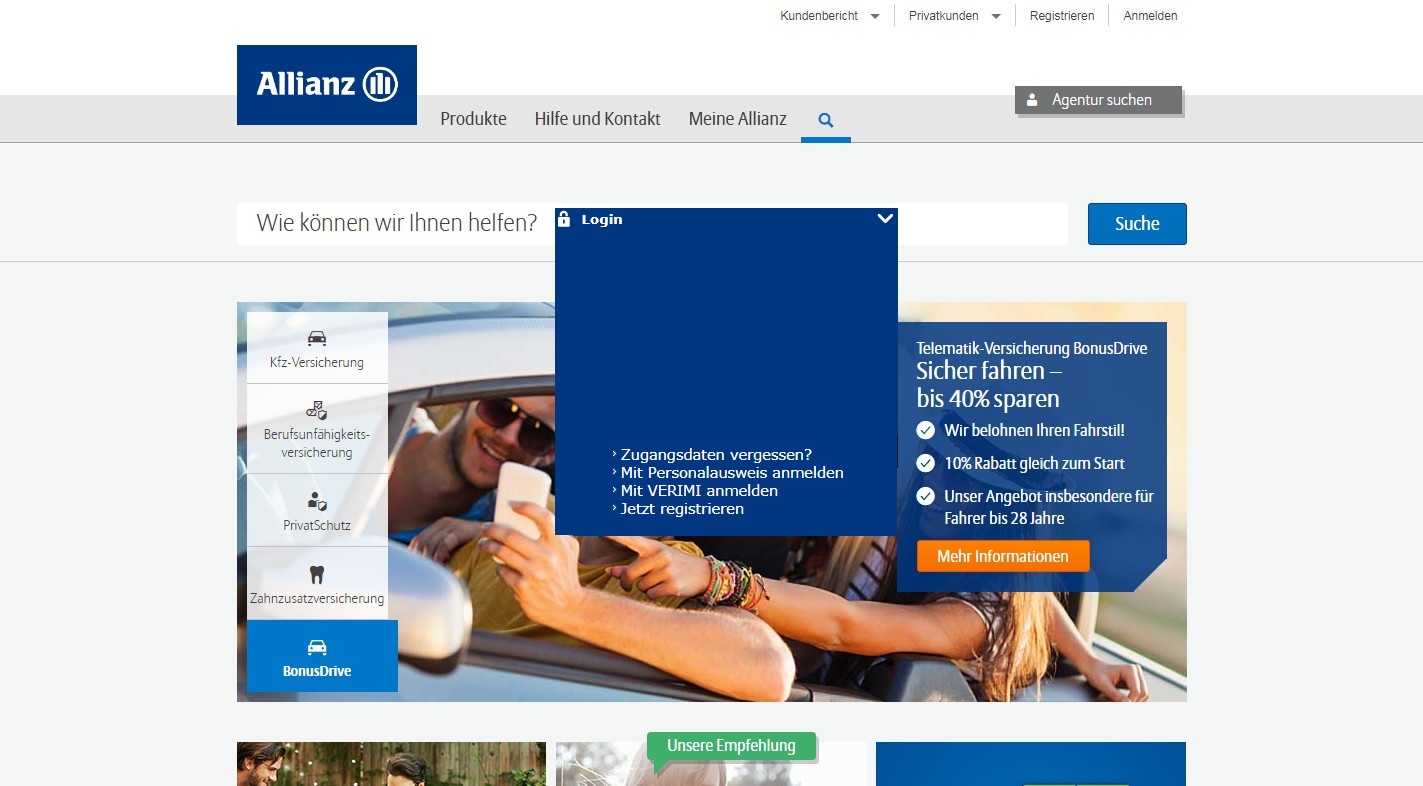 Kundenbericht
Privatkunden
Registrieren
Anmelden
Allianz
Produkte
Hilfe und Kontakt
Meine Allianz
Agentur suchen
Wie können wir Ihnen helfen?
Suche
Login
Zugangsdaten vergessen?
Mit Personalausweis anmelden
Mit VERIMI anmelden
Jetzt registrieren
Kfz-Versicherung
Berufsunfähigkeits-
versicherung
PrivatSchutz
Zahnzusatzversicherung
BonusDrive
Telematik-Versicherung BonusDrive
Sicher fahren –
bis 40% sparen
Wir belohnen Ihren Fahrstil!
10% Rabatt gleich zum Start
Unser Angebot insbesondere für
Fahrer bis 28 Jahre
Mehr Informationen
Unsere Empfehlung